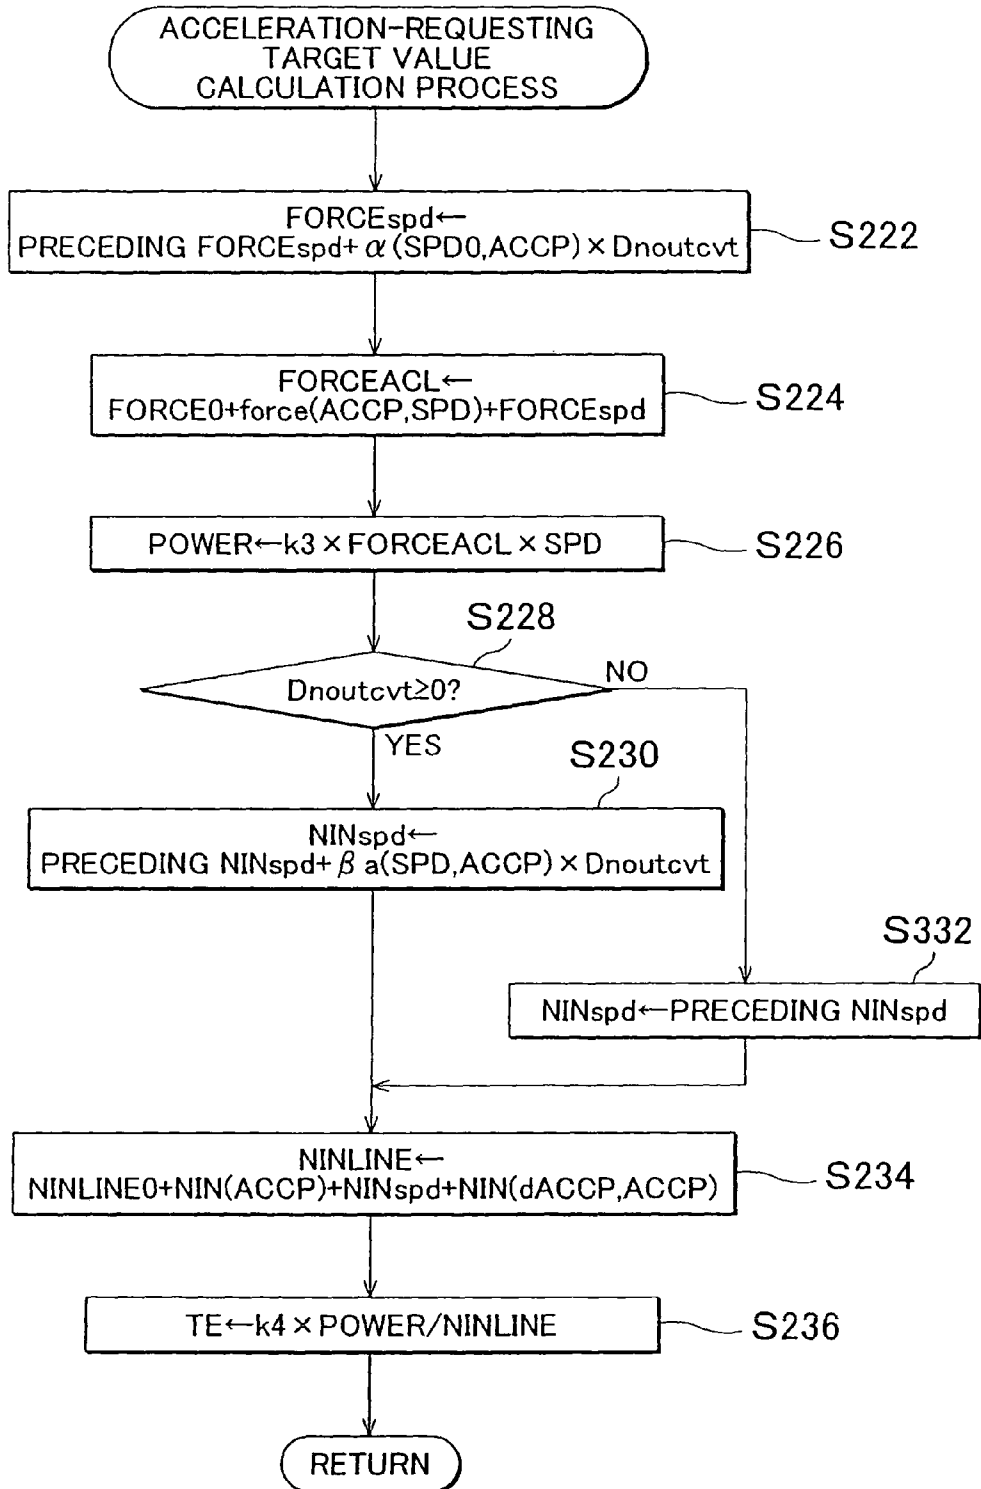 ACCELERATION-REQUESTING
TARGET VALUE
CALCULATION PROCESS
FORCEspd←
PRECEDING FORCEspd+α(SPD0,ACCP)×Dnoutcvt
S222
FORCEACL←
FORCE0+force(ACCP,SPD)+FORCEspd
S224
POWER←k3×FORCEACL×SPD
S226
S228
Dnoutcvt≥0?
NO
YES
S230
NINspd←
PRECEDING NINspd+βa(SPD,ACCP)×Dnoutcvt
S332
NINspd←PRECEDING NINspd
NINLINE←
NINLINE0+NIN(ACCP)+NINspd+NIN(dACCP,ACCP)
S234
TE←k4×POWER/NINLINE
S236
RETURN